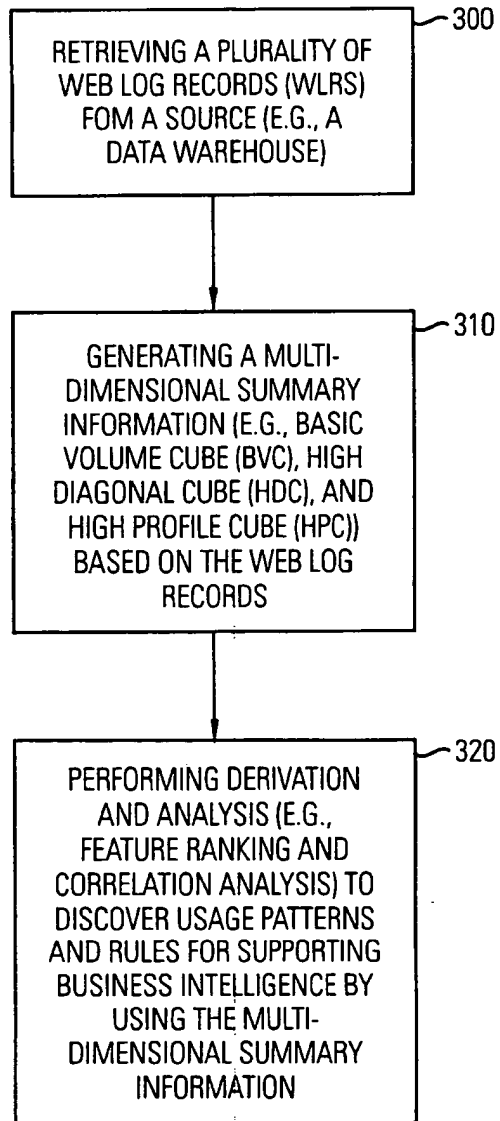 300
RETRIEVING A PLURALITY OF
WEB LOG RECORDS (WLRS)
FOM A SOURCE (E.G., A
DATA WAREHOUSE)
310
GENERATING A MULTI-
DIMENSIONAL SUMMARY
INFORMATION (E.G., BASIC
VOLUME CUBE (BVC), HIGH
DIAGONAL CUBE (HDC), AND
HIGH PROFILE CUBE (HPC))
BASED ON THE WEB LOG
RECORDS
320
PERFORMING DERIVATION
AND ANALYSIS (E.G.,
FEATURE RANKING AND
CORRELATION ANALYSIS) TO
DISCOVER USAGE PATTERNS
AND RULES FOR SUPPORTING
BUSINESS INTELLIGENCE BY
USING THE MULTI-
DIMENSIONAL SUMMARY
INFORMATION